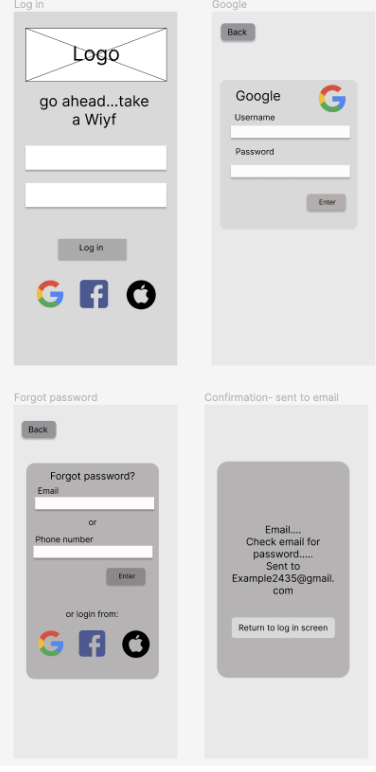 Log in
Logo
go ahead...take
a Wiyf
Log in
Google
Back
Google
Username
Password
Enter
Forgot password
Back
Forgot password?
Email
or
Phone number
Enter
or login from:
Confirmation- sent to email
Email....
Check email for
password.....
Sent to
Example2435@gmail.
com
Return to log in screen